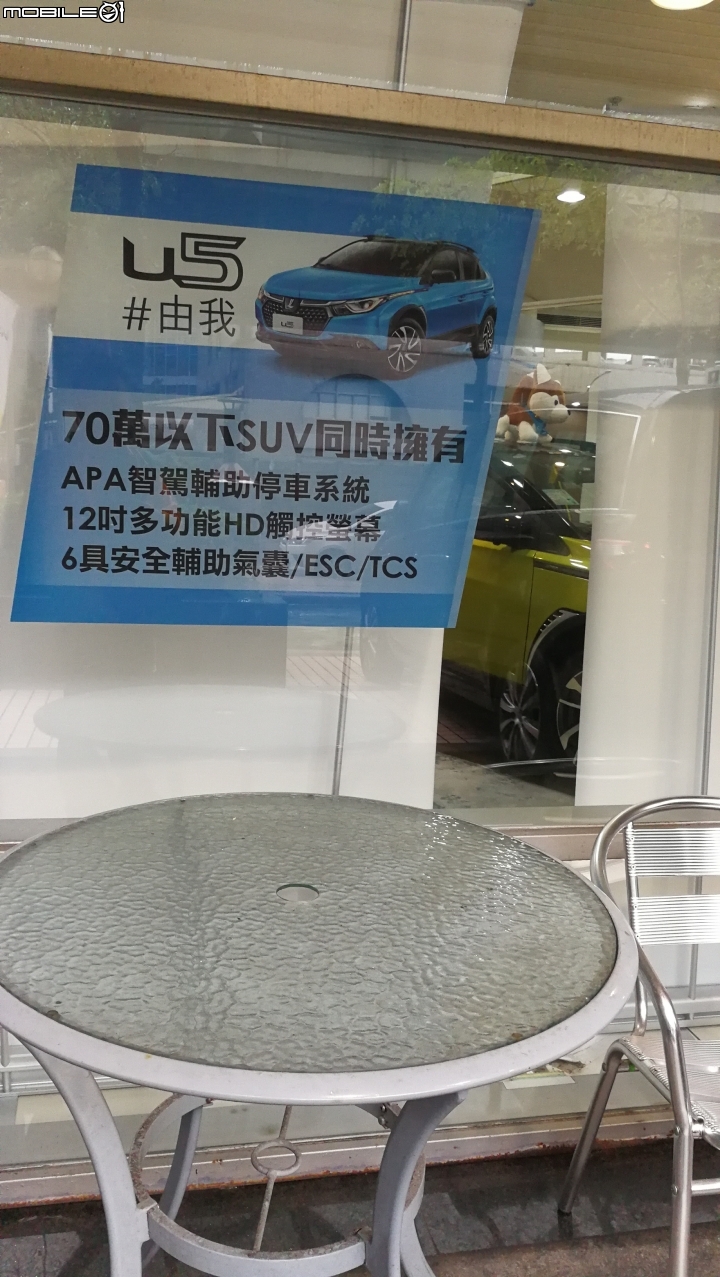 MOBILE01
u5
#由我
u5
70萬以下SUV同時擁有
APA智駕輔助停車系統
12吋多功能HD觸控螢幕
6具安全輔助氣囊/ESC/TCS